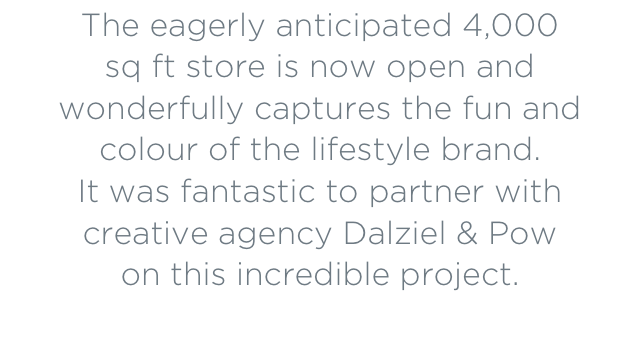 The eagerly anticipated 4,000
sq ft store is now open and
wonderfully captures the fun and
colour of the lifestyle brand.
It was fantastic to partner with
creative agency Dalziel & Pow
on this incredible project.